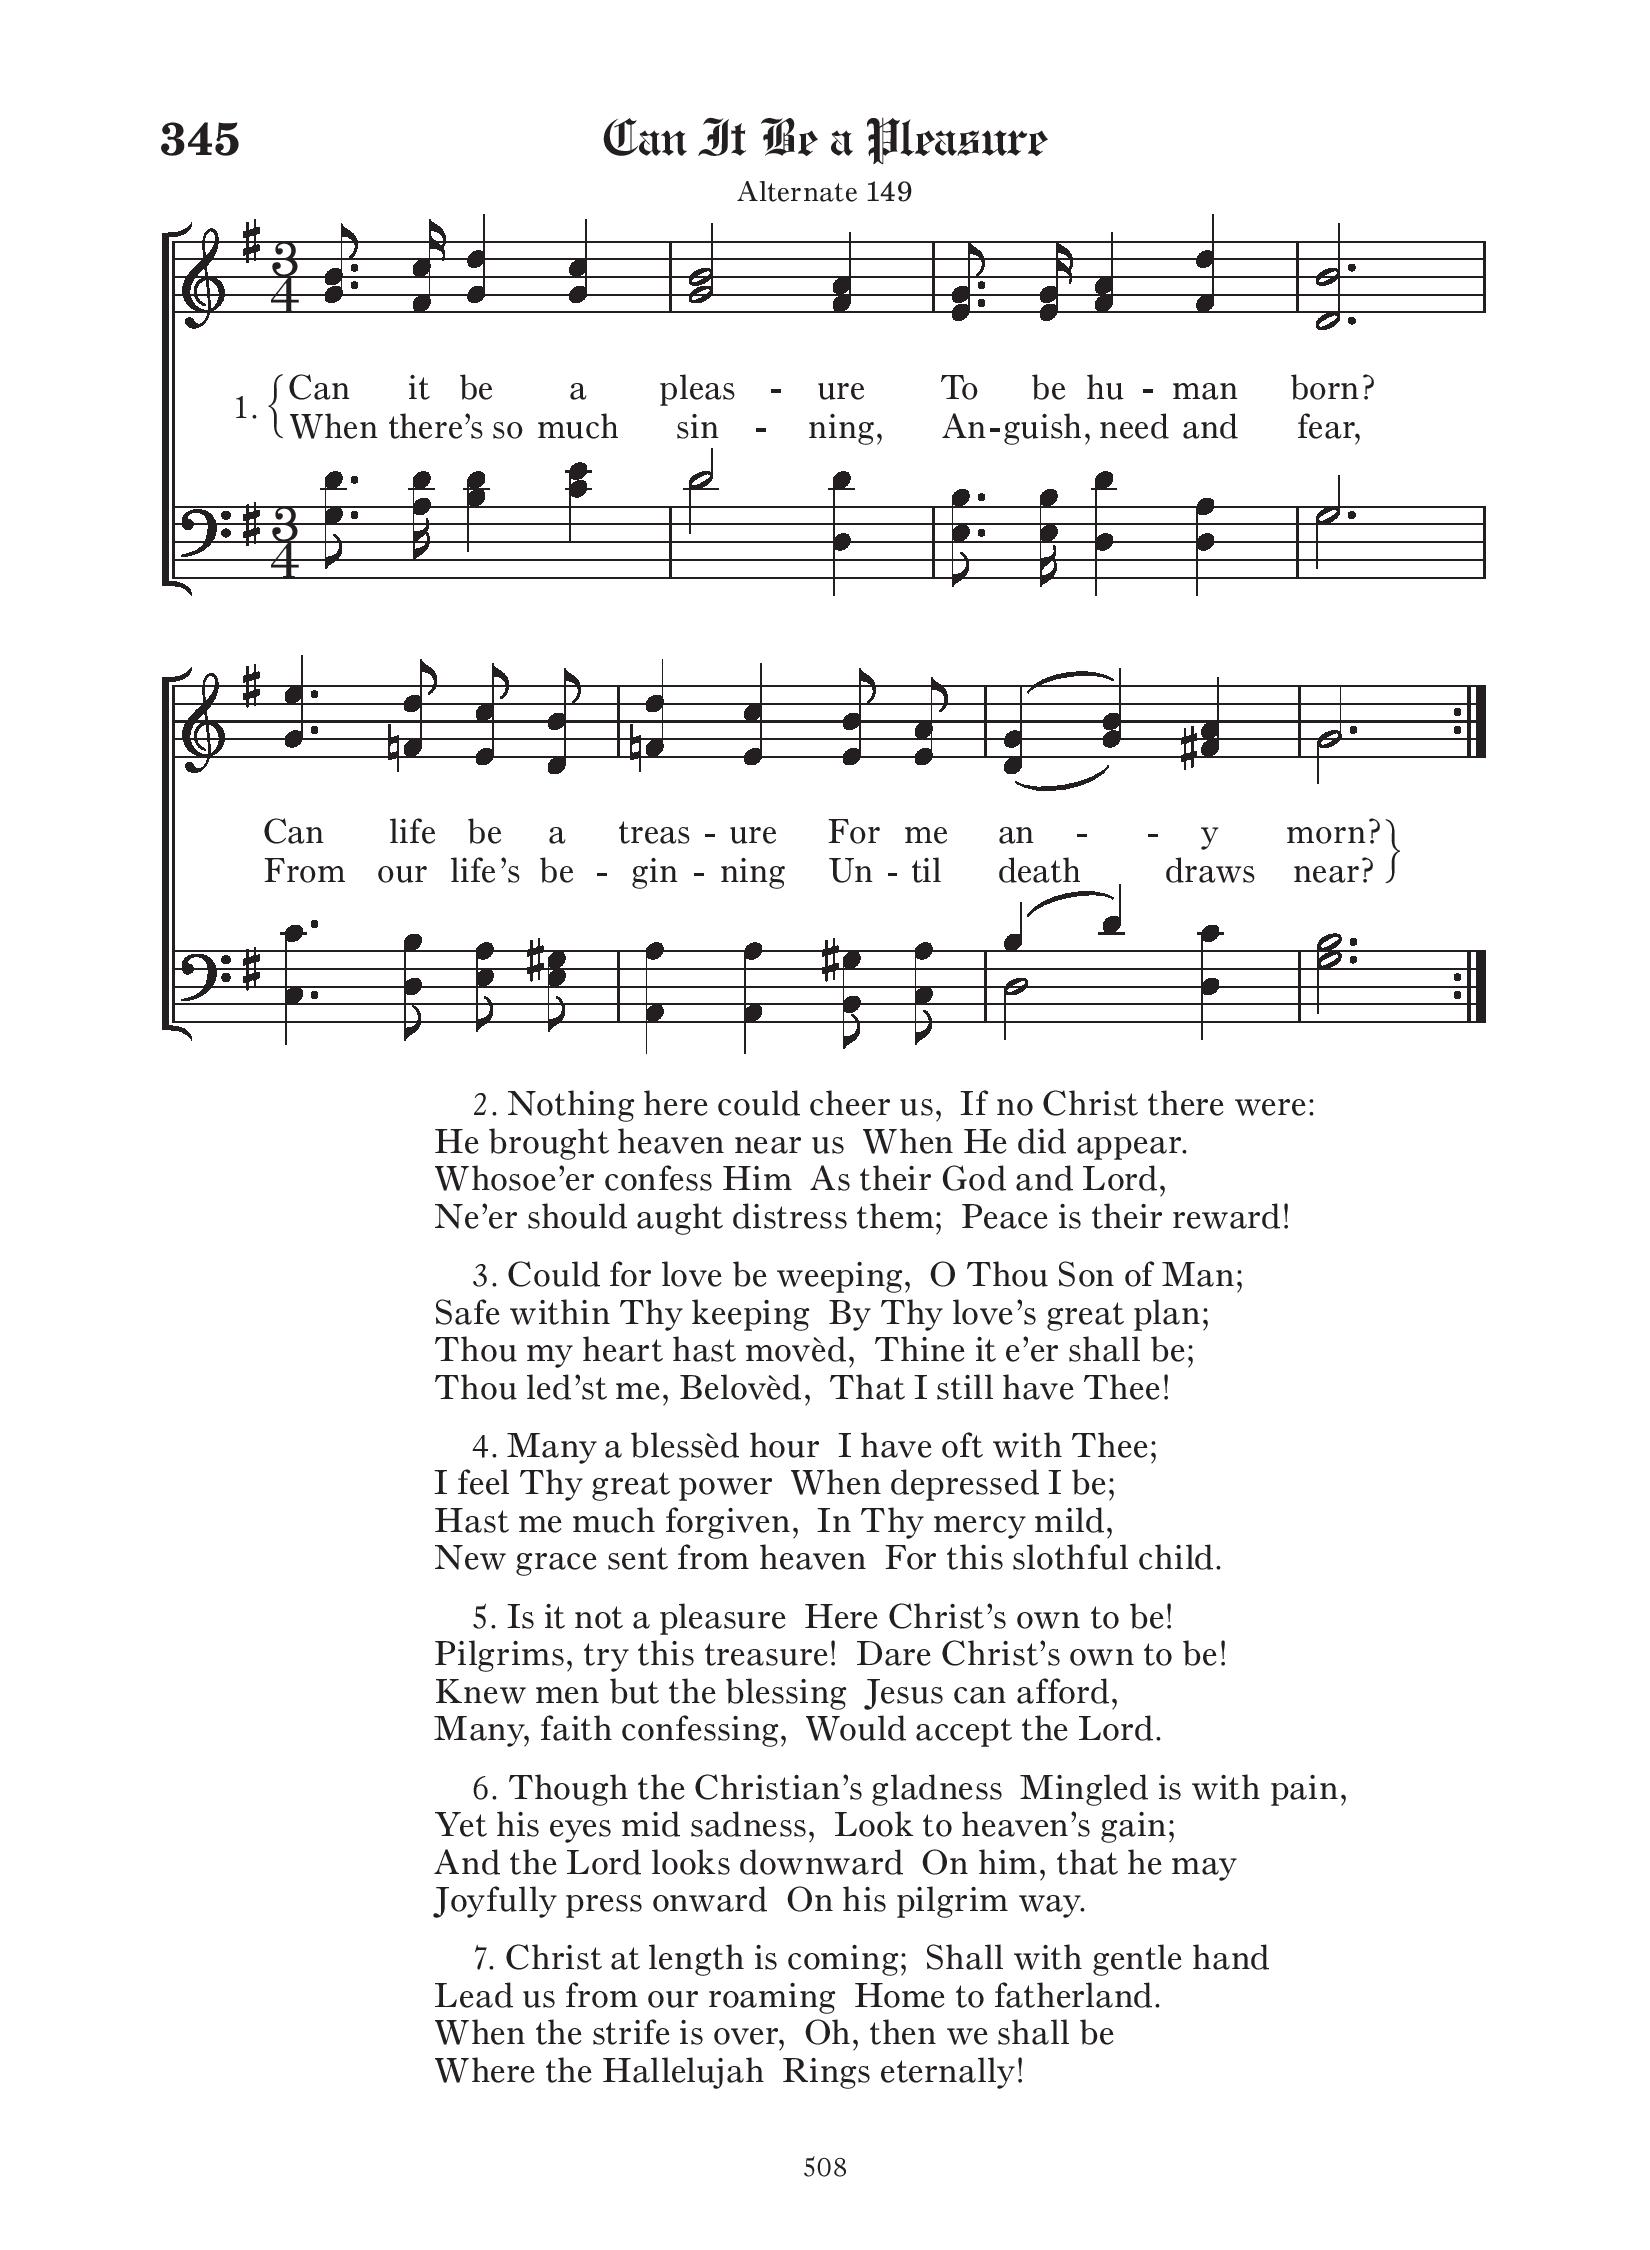 345
Can It Be a Pleasure
Alternate 149
3 4
1. { Can it be a pleas - ure To be hu - man born?
When there’s so much sin - ning, An-guish, need and fear,
3 4
Can life be a treas - ure For me an - - y morn? }
From our life’s be - gin - ning Un - til death draws near?
2. Nothing here could cheer us, If no Christ there were:
He brought heaven near us When He did appear.
Whosoe’er confess Him As their God and Lord,
Ne’er should aught distress them; Peace is their reward!
3. Could for love be weeping, O Thou Son of Man;
Safe within Thy keeping By Thy love’s great plan;
Thou my heart hast movèd, Thine it e’er shall be;
Thou led’st me, Belovèd, That I still have Thee!
4. Many a blessèd hour I have oft with Thee;
I feel Thy great power When depressed I be;
Hast me much forgiven, In Thy mercy mild,
New grace sent from heaven For this slothful child.
5. Is it not a pleasure Here Christ’s own to be!
Pilgrims, try this treasure! Dare Christ’s own to be!
Knew men but the blessing Jesus can afford,
Many, faith confessing, Would accept the Lord.
6. Though the Christian’s gladness Mingled is with pain,
Yet his eyes mid sadness, Look to heaven’s gain;
And the Lord looks downward On him, that he may
Joyfully press onward On his pilgrim way.
7. Christ at length is coming; Shall with gentle hand
Lead us from our roaming Home to fatherland.
When the strife is over, Oh, then we shall be
Where the Hallelujah Rings eternally!
508